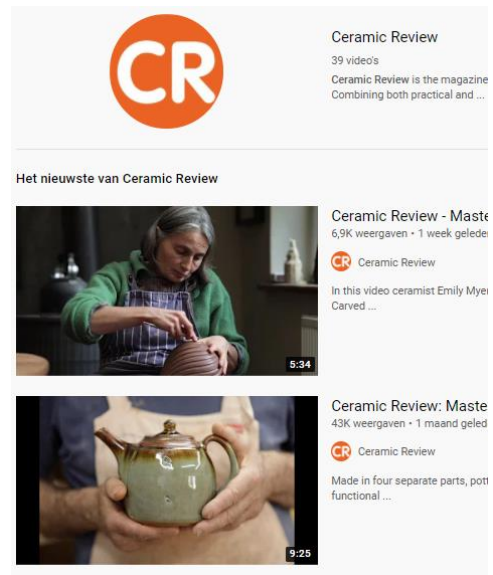 CR
Ceramic Review
39 video's
Ceramic Review is the magazine
Combining both practical and ...
Het nieuwste van Ceramic Review
Ceramic Review - Maste
6,9K weergaven • 1 week geleden
CR Ceramic Review
In this video ceramist Emily Myer
Carved ...
5:34
Ceramic Review: Maste
43K weergaven • 1 maand geled
CR Ceramic Review
Made in four separate parts, pott
functional ...
9:25